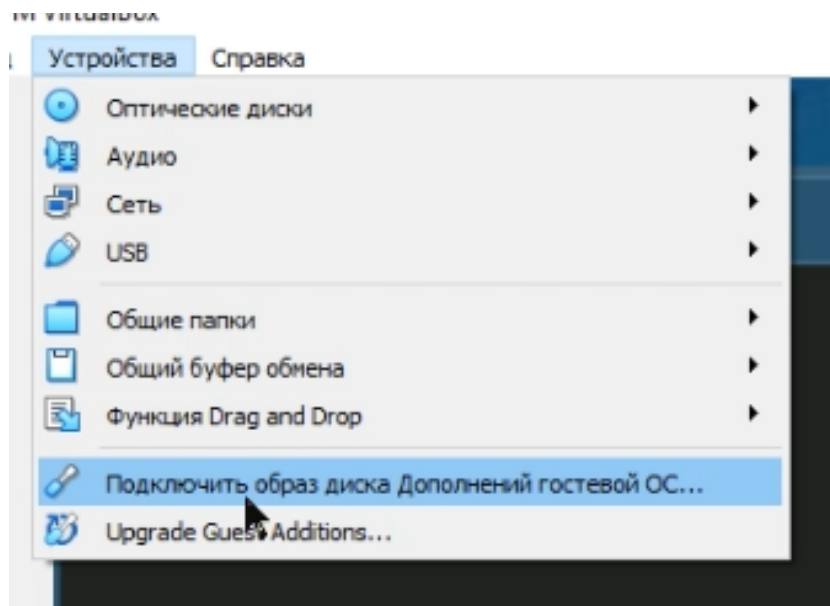 Устройства Справка
Оптические диски
Аудио
Сеть
USB
Общие папки
Общий буфер обмена
Функция Drag and Drop
Подключить образ диска Дополнений гостевой ОС...
Upgrade Guest Additions...